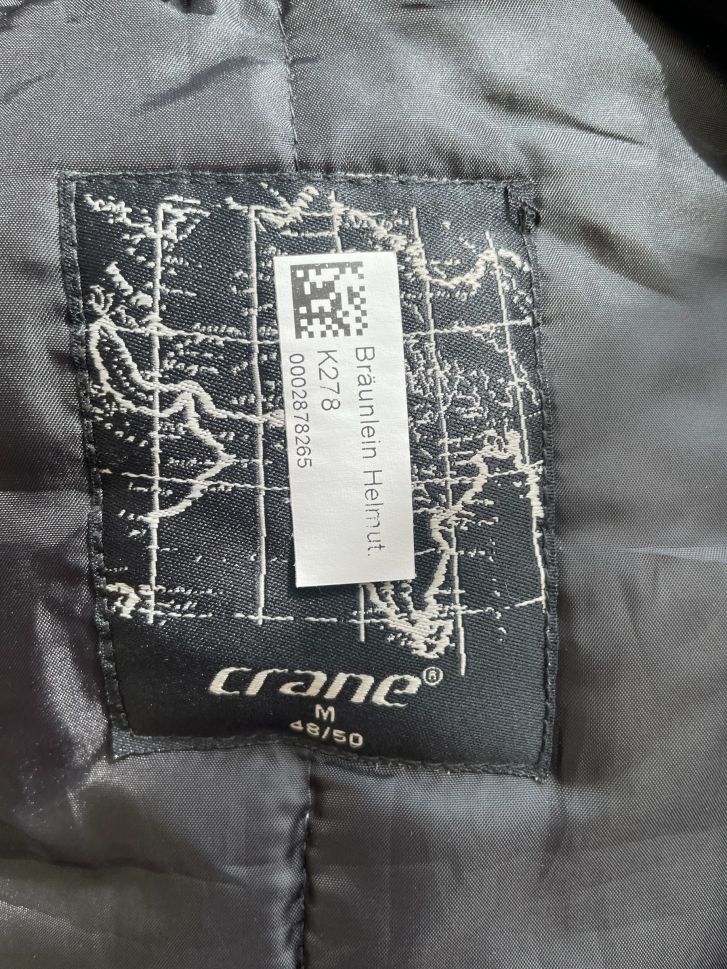 Bräunlein Helmut.
K278
0002878265
crane®
M
48/50